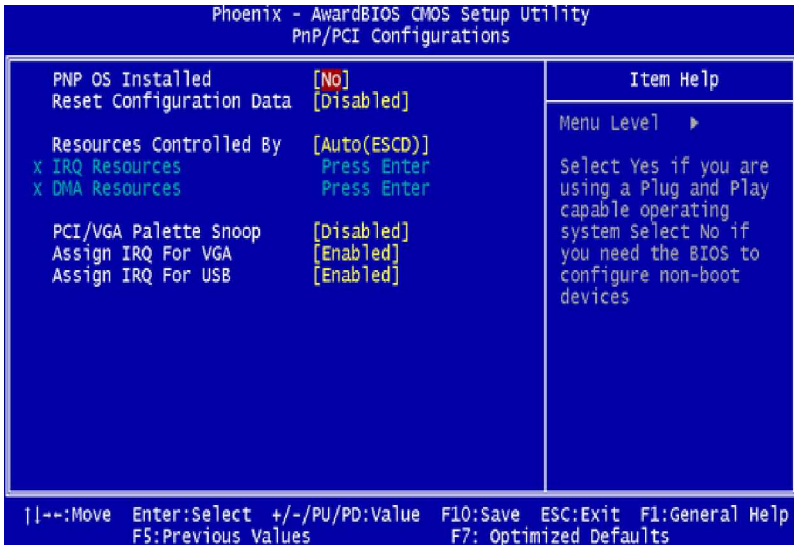 Phoenix - AwardBIOS CMOS Setup Utility
PnP/PCI Configurations
PNP OS Installed [No]
Reset Configuration Data [Disabled]
Resources Controlled By [Auto(ESCD)]
x IRQ Resources Press Enter
x DMA Resources Press Enter
PCI/VGA Palette Snoop [Disabled]
Assign IRQ For VGA [Enabled]
Assign IRQ For USB [Enabled]
Item Help
Menu Level ▶
Select Yes if you are
using a Plug and Play
capable operating
system Select No if
you need the BIOS to
configure non-boot
devices
↑↓→←:Move Enter:Select +/-/PU/PD:Value F10:Save ESC:Exit F1:General Help
F5:Previous Values F7: Optimized Defaults